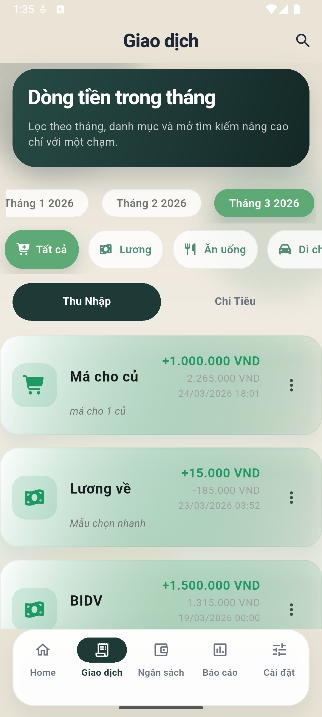 1:35
Giao dịch
Dòng tiền trong tháng
Lọc theo tháng, danh mục và mở tìm kiếm nâng cao
chỉ với một chạm.
Tháng 1 2026
Tháng 2 2026
Tháng 3 2026
Tất cả
Lương
Ăn uống
Di ch
Thu Nhập
Chi Tiêu
Má cho củ
má cho 1 củ
+1.000.000 VND
2.265.000 VND
24/03/2026 18:01
Lương về
Mẫu chọn nhanh
+15.000 VND
-185.000 VND
23/03/2026 03:52
BIDV
+1.500.000 VND
1.315.000 VND
19/03/2026 00:00
Home
Giao dịch
Ngân sách
Báo cáo
Cài đặt